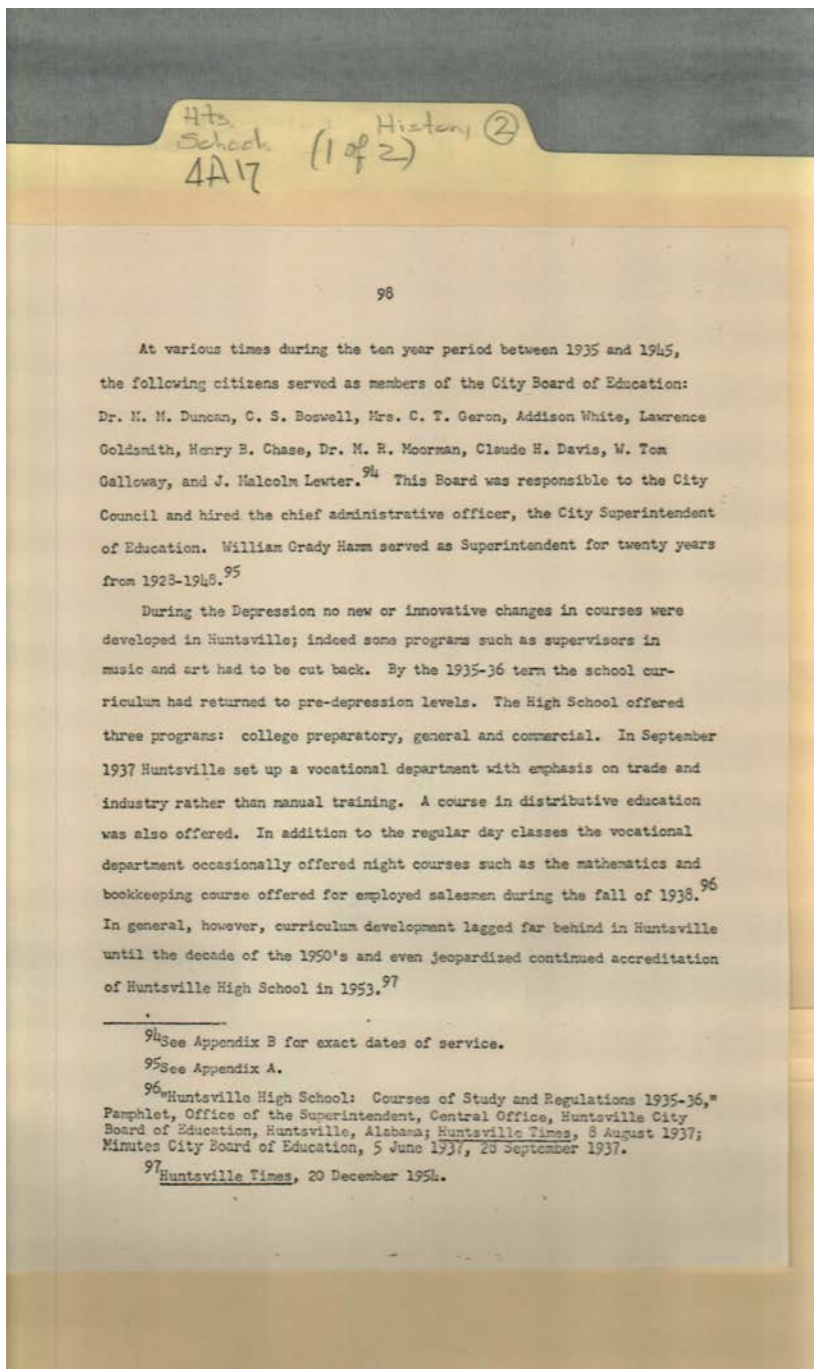 Hts. History ②
School (1 of 2)
4A17
98
At various times during the ten year period between 1935 and 1945,
the following citizens served as members of the City Board of Education:
Dr. M. M. Duncan, C. S. Boswell, Mrs. C. T. Geron, Addison White, Lawrence
Goldsmith, Henry B. Chase, Dr. M. R. Moorman, Claude H. Davis, W. Tom
Galloway, and J. Malcolm Lewter.94 This Board was responsible to the City
Council and hired the chief administrative officer, the City Superintendent
of Education. William Grady Hamm served as Superintendent for twenty years
from 1928-1948.95
During the Depression no new or innovative changes in courses were
developed in Huntsville; indeed some programs such as supervisors in
music and art had to be cut back. By the 1935-36 term the school cur-
riculum had returned to pre-depression levels. The High School offered
three programs: college preparatory, general and commercial. In September
1937 Huntsville set up a vocational department with emphasis on trade and
industry rather than manual training. A course in distributive education
was also offered. In addition to the regular day classes the vocational
department occasionally offered night courses such as the mathematics and
bookkeeping course offered for employed salesmen during the fall of 1938.96
In general, however, curriculum development lagged far behind in Huntsville
until the decade of the 1950's and even jeopardized continued accreditation
of Huntsville High School in 1953.97
94See Appendix B for exact dates of service.
95See Appendix A.
96"Huntsville High School: Courses of Study and Regulations 1935-36,"
Pamphlet, Office of the Superintendent, Central Office, Huntsville City
Board of Education, Huntsville, Alabama; Huntsville Times, 8 August 1937;
Minutes City Board of Education, 5 June 1937, 28 September 1937.
97Huntsville Times, 20 December 1954.